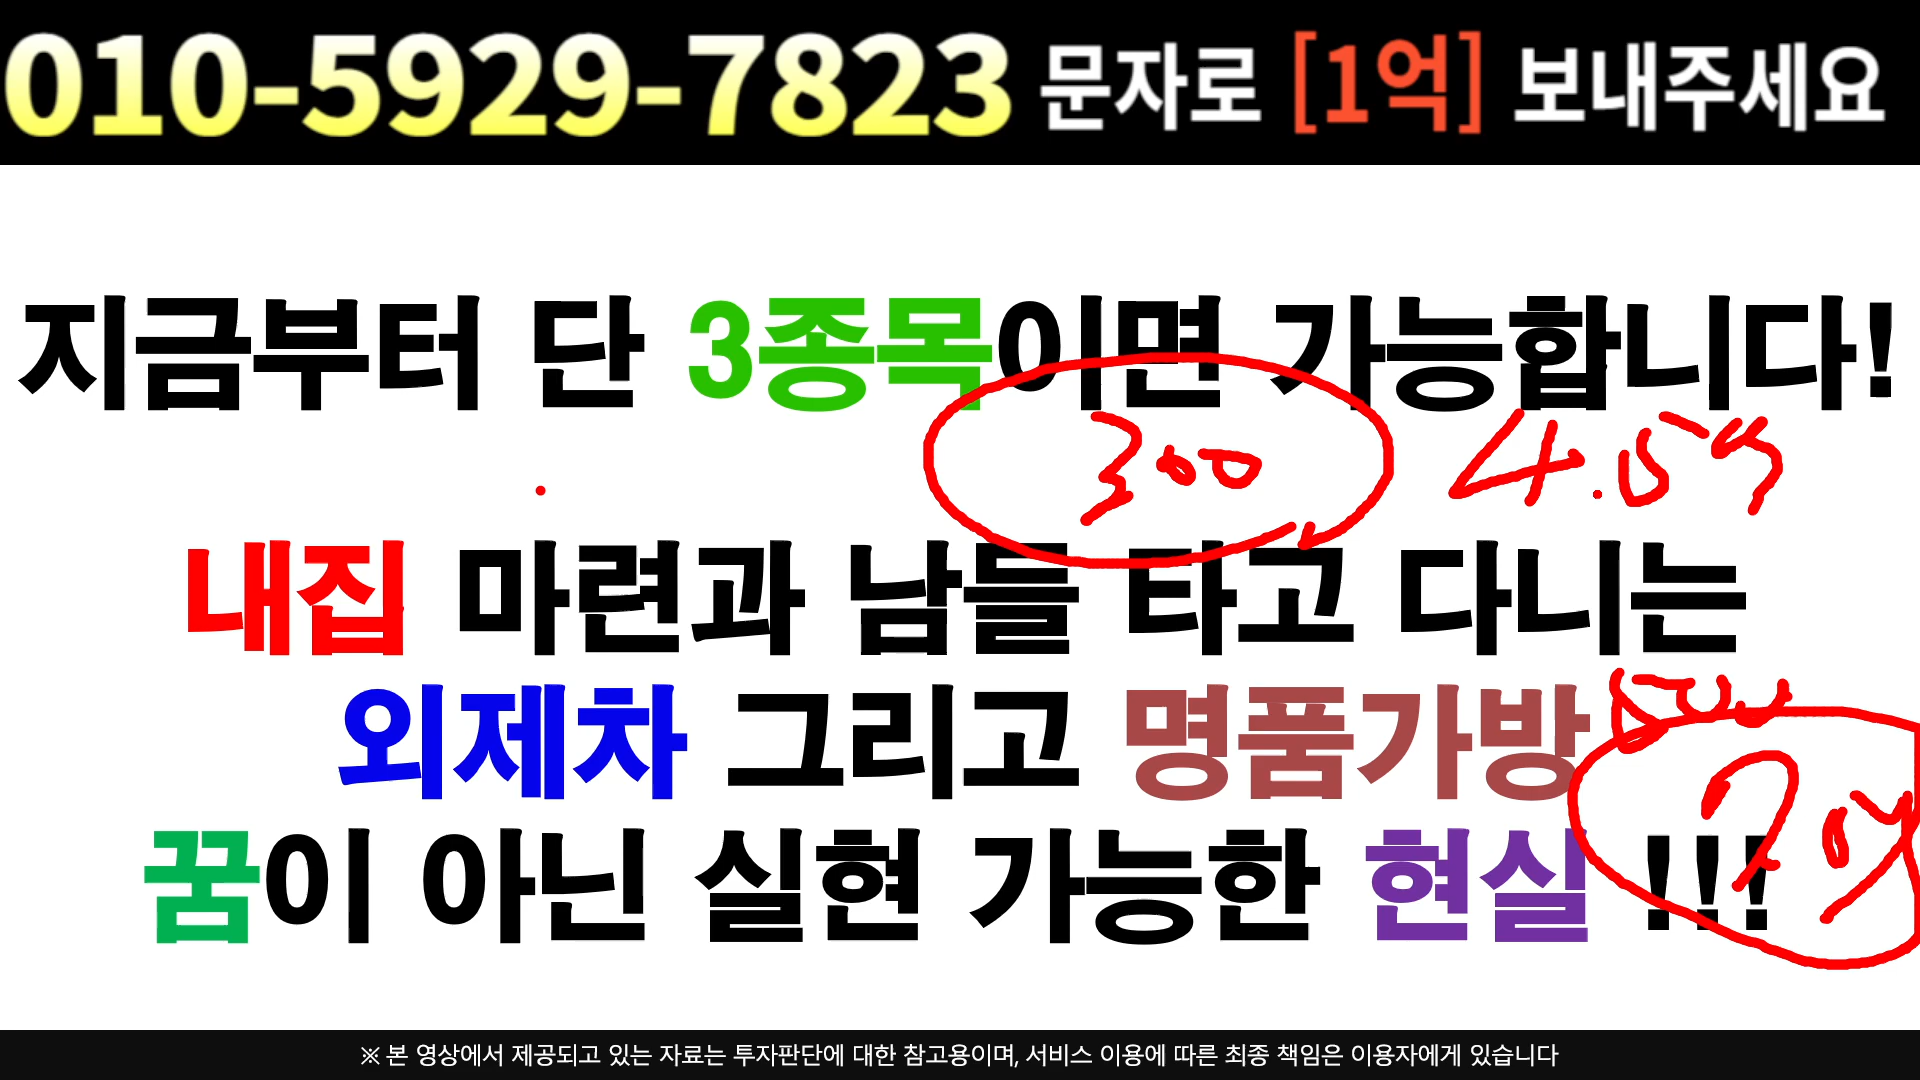 010-5929-7823 문자로 [1억] 보내주세요
지금부터 단 3종목이면 가능합니다!
300 4.5억
내집 마련과 남들 타고 다니는
외제차 그리고 명품가방
500
꿈이 아닌 실현 가능한 현실 !!!
※ 본 영상에서 제공되고 있는 자료는 투자판단에 대한 참고용이며, 서비스 이용에 따른 최종 책임은 이용자에게 있습니다